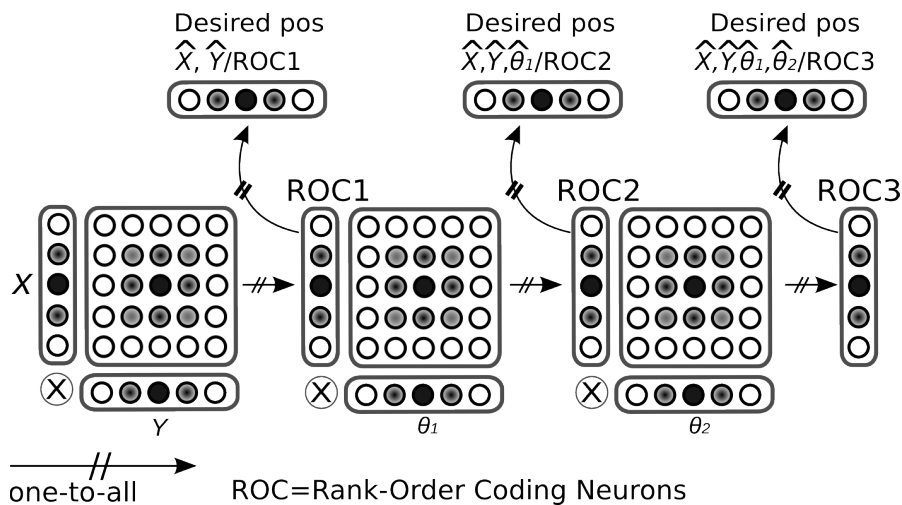 Desired pos
X̂, Ŷ/ROC1
Desired pos
X̂,Ŷ,θ̂₁/ROC2
Desired pos
X̂,Ŷ,θ̂₁,θ̂₂/ROC3
ROC1
ROC2
ROC3
X
X
Y
X
θ₁
X
θ₂
one-to-all
ROC=Rank-Order Coding Neurons